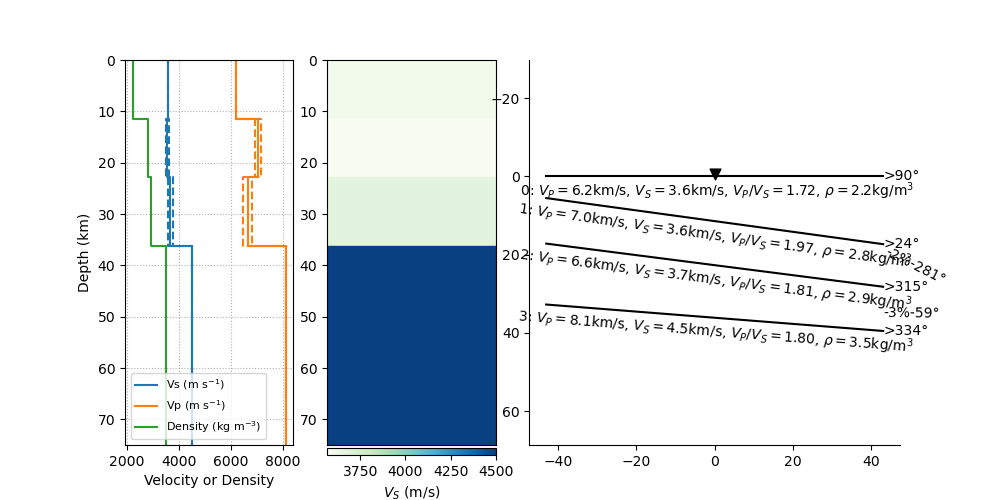 0
10
20
30
40
50
60
70
Depth (km)
2000 4000 6000 8000
Velocity or Density
Vs (m s⁻¹)
Vp (m s⁻¹)
Density (kg m⁻³)
0
10
20
30
40
50
60
70
3750 4000 4250 4500
V_S (m/s)
−20
0
20
40
60
−40 −20 0 20 40
>90°
0: V_P = 6.2km/s, V_S = 3.6km/s, V_P/V_S = 1.72, ρ = 2.2kg/m³
1: V_P = 7.0km/s, V_S = 3.6km/s, V_P/V_S = 1.97, ρ = 2.8kg/m³
>24°
-281°
2: V_P = 6.6km/s, V_S = 3.7km/s, V_P/V_S = 1.81, ρ = 2.9kg/m³
>315°
-3%-59°
3: V_P = 8.1km/s, V_S = 4.5km/s, V_P/V_S = 1.80, ρ = 3.5kg/m³
>334°